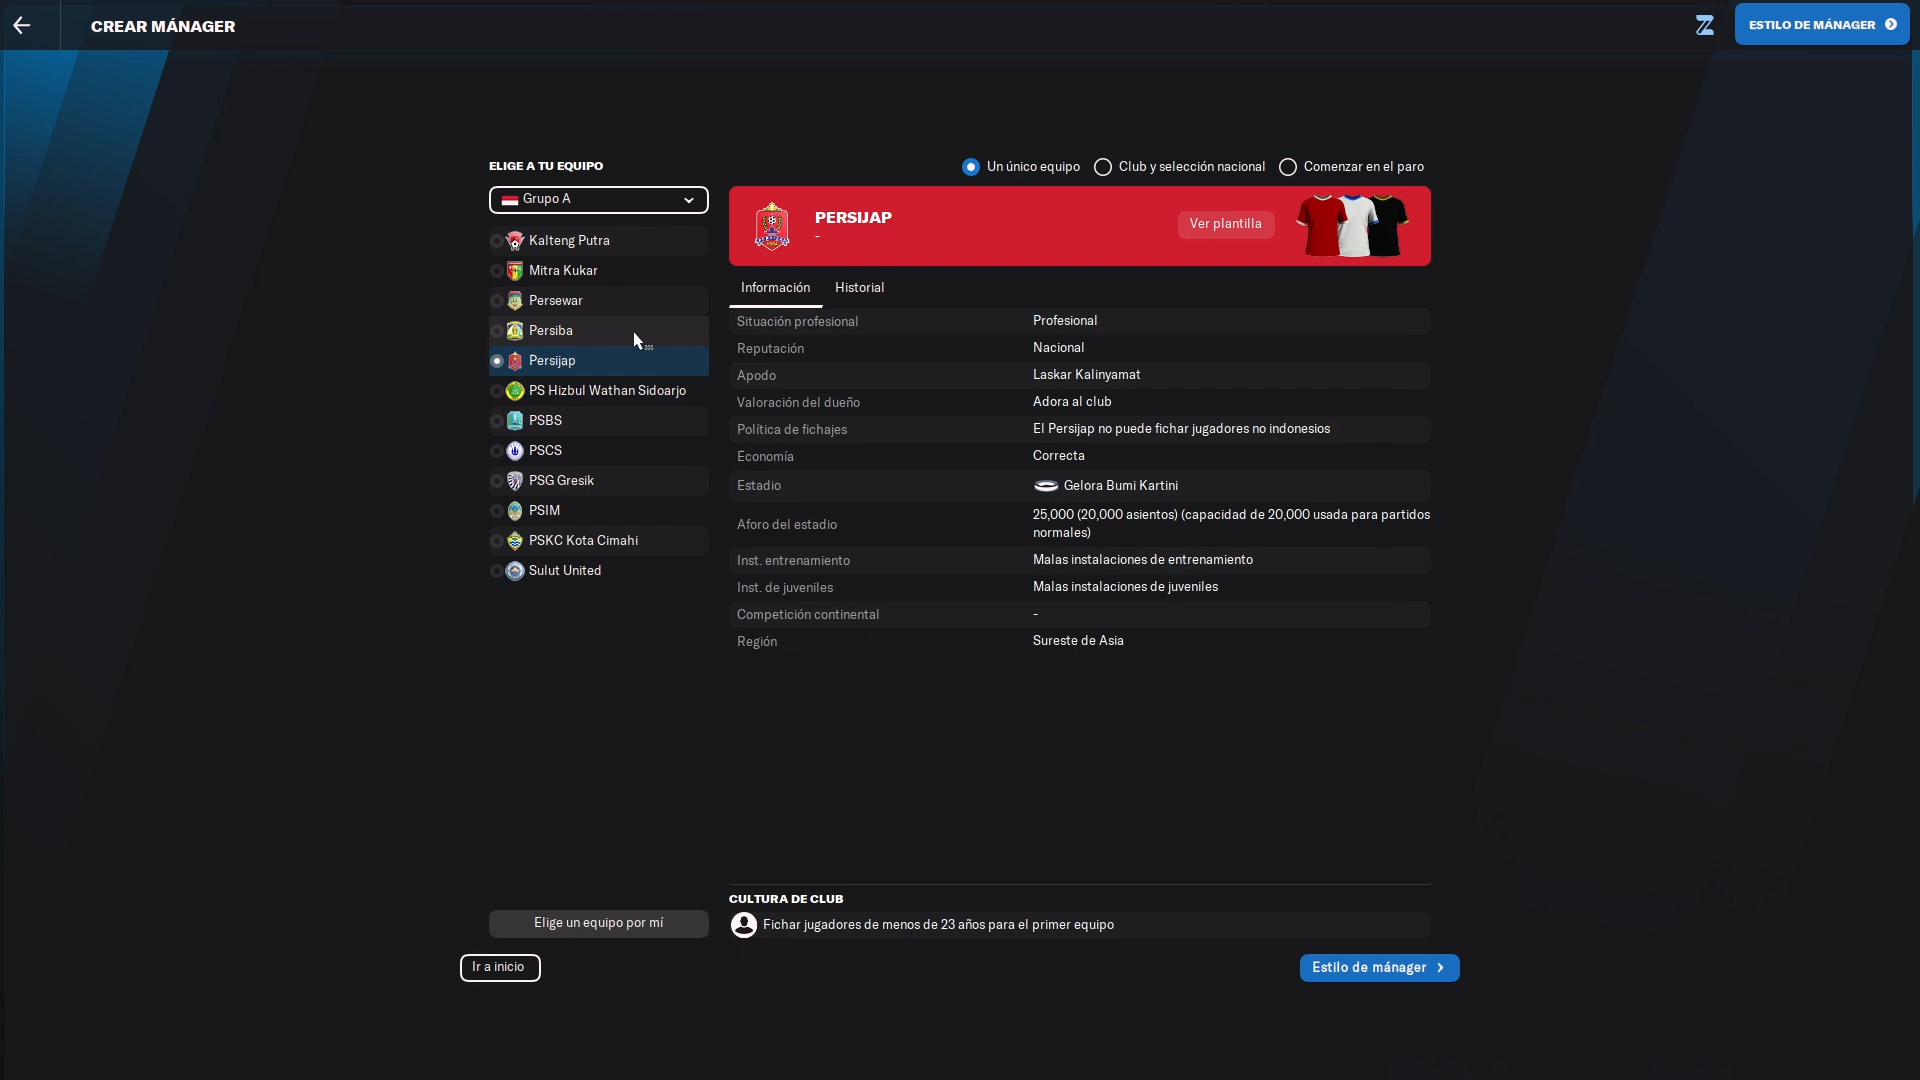 CREAR MÁNAGER
ESTILO DE MÁNAGER
ELIGE A TU EQUIPO
Un único equipo
Club y selección nacional
Comenzar en el paro
Grupo A
Kalteng Putra
Mitra Kukar
Persewar
Persiba
Persijap
PS Hizbul Wathan Sidoarjo
PSBS
PSCS
PSG Gresik
PSIM
PSKC Kota Cimahi
Sulut United
PERSIJAP
-
Ver plantilla
Información
Historial
Situación profesional Profesional
Reputación Nacional
Apodo Laskar Kalinyamat
Valoración del dueño Adora al club
Política de fichajes El Persijap no puede fichar jugadores no indonesios
Economía Correcta
Estadio Gelora Bumi Kartini
Aforo del estadio 25,000 (20,000 asientos) (capacidad de 20,000 usada para partidos
normales)
Inst. entrenamiento Malas instalaciones de entrenamiento
Inst. de juveniles Malas instalaciones de juveniles
Competición continental -
Región Sureste de Asia
CULTURA DE CLUB
Fichar jugadores de menos de 23 años para el primer equipo
Elige un equipo por mí
Ir a inicio
Estilo de mánager